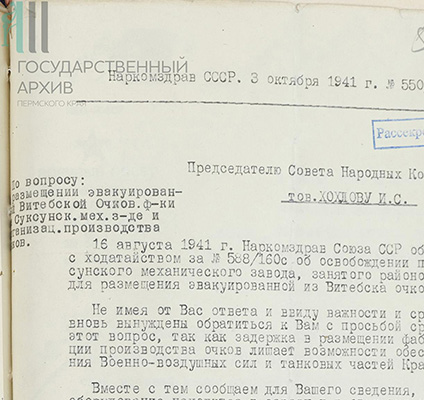 ГОСУДАРСТВЕННЫЙ
АРХИВ
ПЕРМСКОГО КРАЯ
Наркомздрав СССР. 3 октября 1941 г. № 550
Рассекре
Председателю Совета Народных Ко
тов.ХОХЛОВУ И.С.
По вопросу:
размещении эвакуирован-
й Витебской Очков.ф-ки
Суксунск.мех.з-де и
ганизац.производства
ков.
16 августа 1941 г. Наркомздрав Союза ССР об
с ходатайством за № 588/160с об освобождении п
сунского механического завода, занятого районо
для размещения эвакуированной из Витебска очко
Не имея от Вас ответа и ввиду важности и ср
вновь вынуждены обратиться к Вам с просьбой ср
этот вопрос, так как задержка в размещении фаб
ции производства очков лишает возможности обес
ния Военно-воздушных сил и танковых частей Кра
Вместе с тем сообщаем для Вашего сведения,